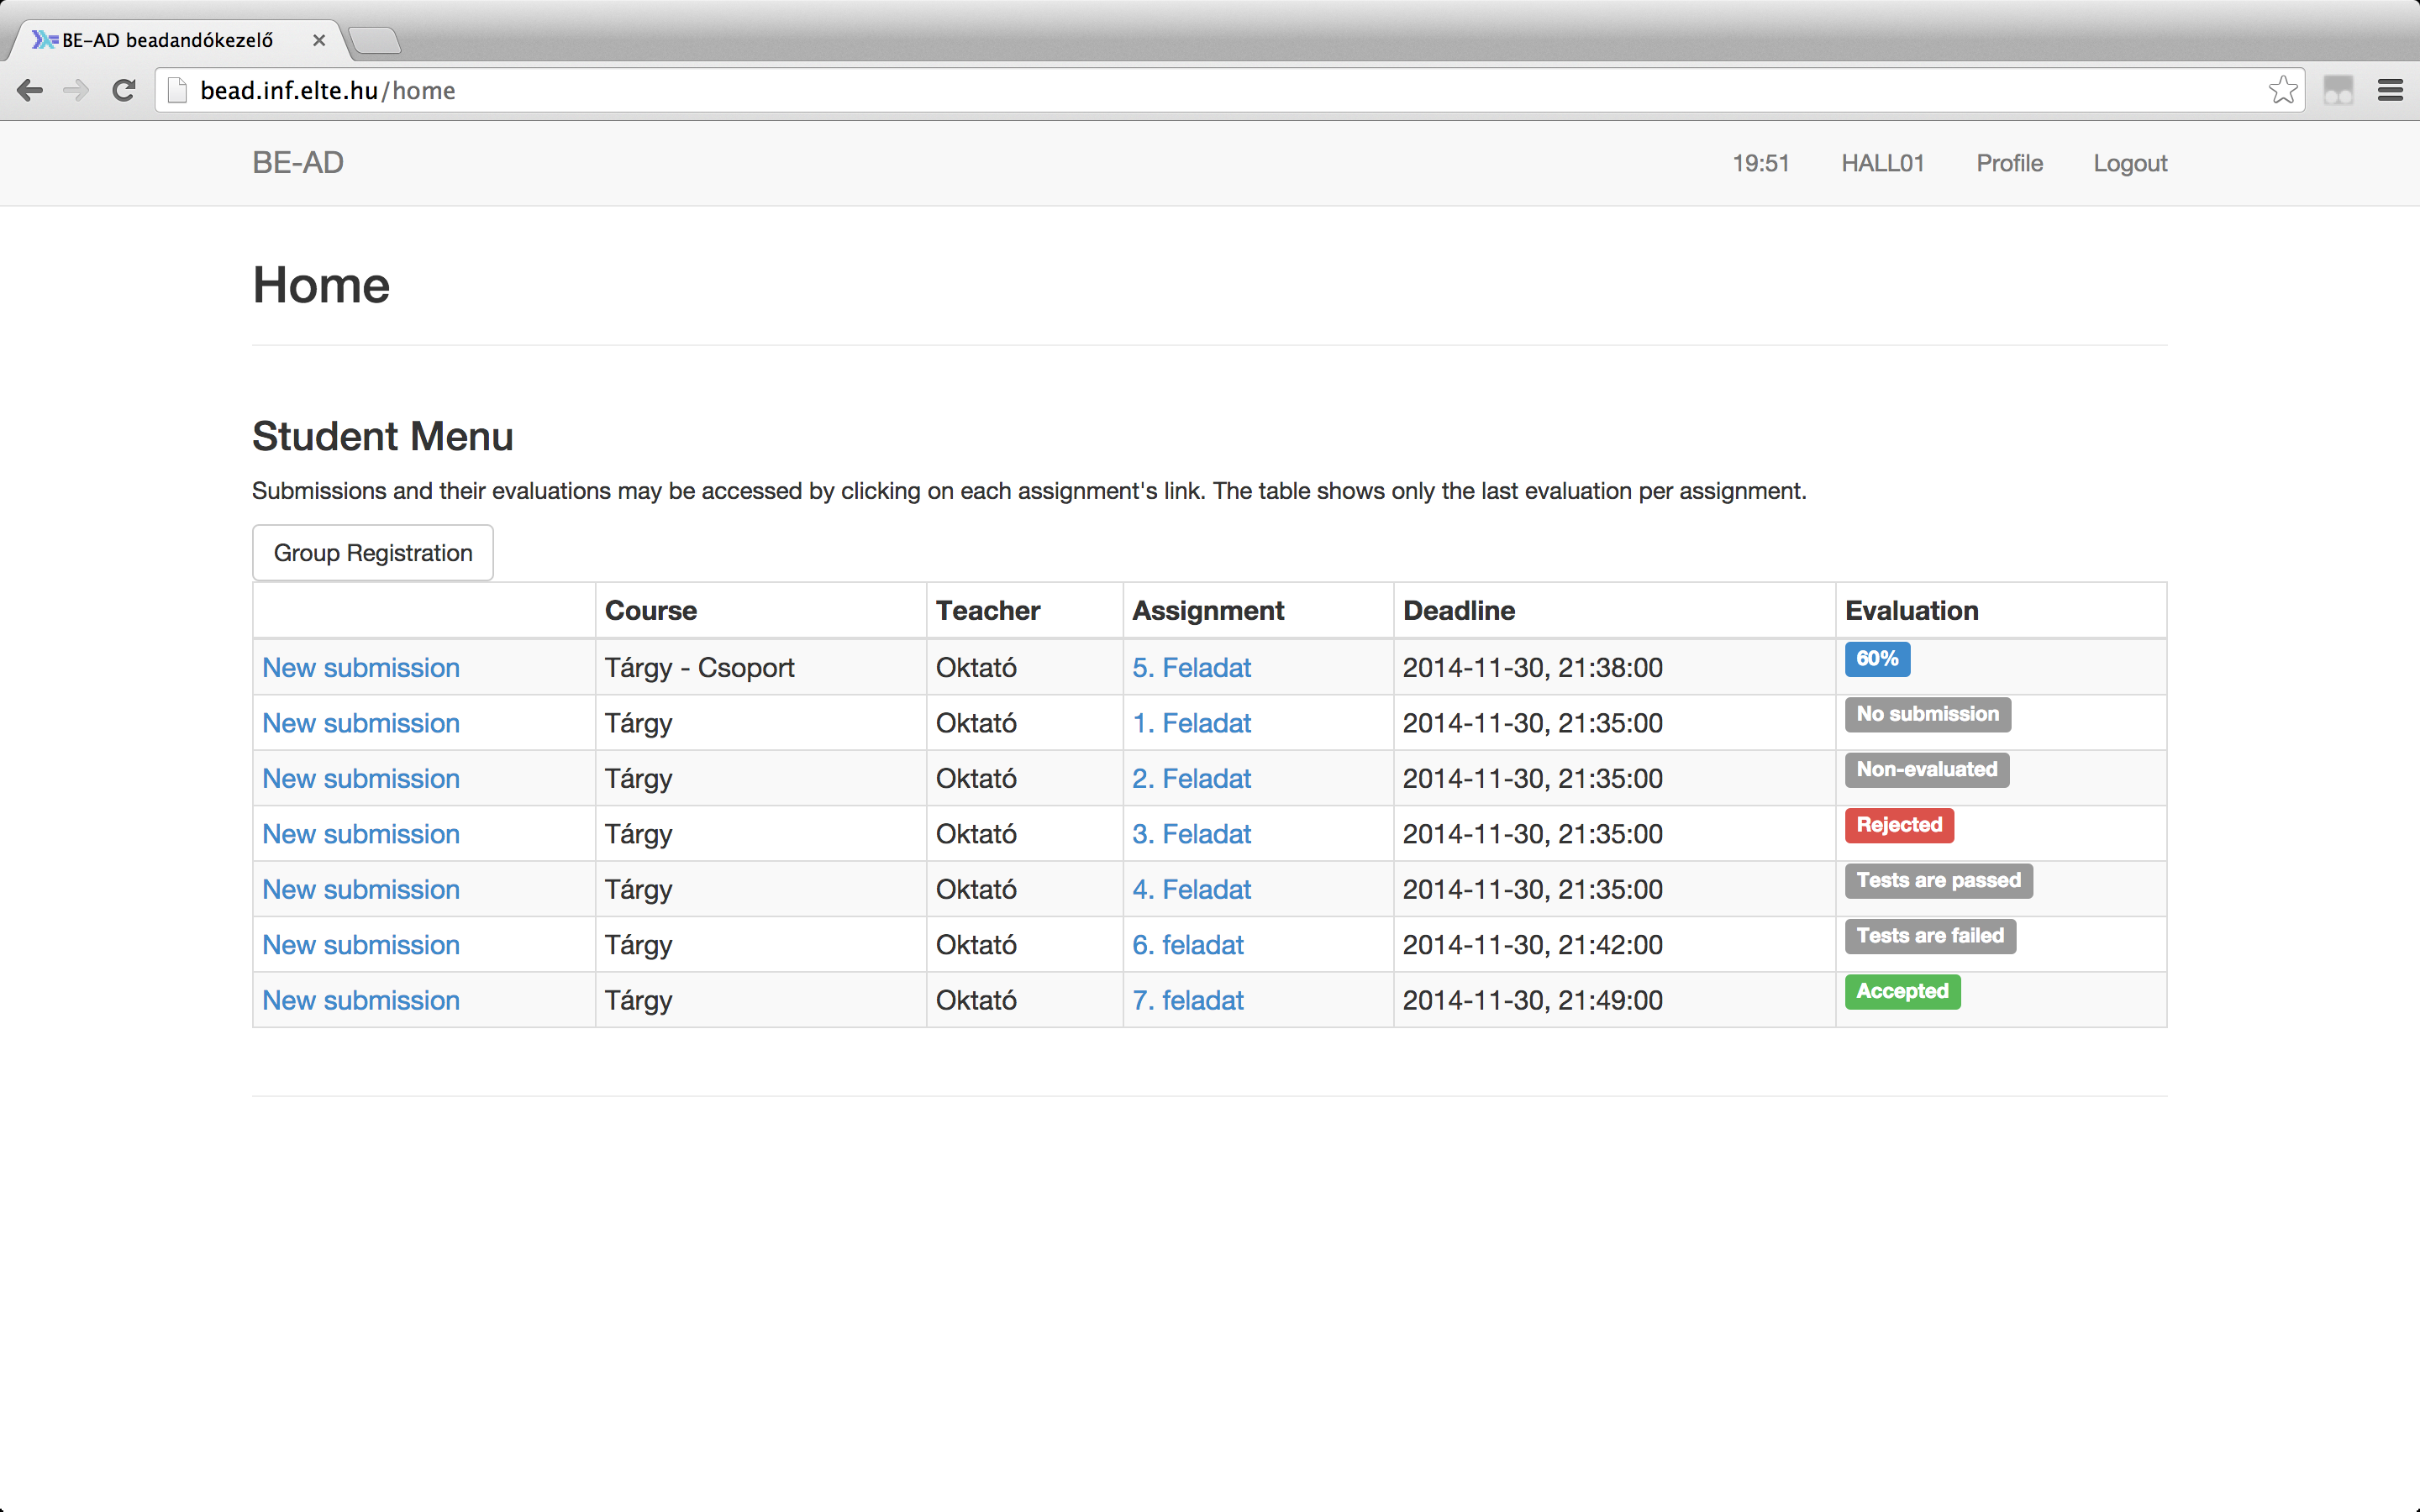 BE-AD beadandókezelő
bead.inf.elte.hu/home
BE-AD 19:51 HALL01 Profile Logout
Home
Student Menu
Submissions and their evaluations may be accessed by clicking on each assignment's link. The table shows only the last evaluation per assignment.
Group Registration
Course Teacher Assignment Deadline Evaluation
New submission Tárgy - Csoport Oktató 5. Feladat 2014-11-30, 21:38:00 60%
New submission Tárgy Oktató 1. Feladat 2014-11-30, 21:35:00 No submission
New submission Tárgy Oktató 2. Feladat 2014-11-30, 21:35:00 Non-evaluated
New submission Tárgy Oktató 3. Feladat 2014-11-30, 21:35:00 Rejected
New submission Tárgy Oktató 4. Feladat 2014-11-30, 21:35:00 Tests are passed
New submission Tárgy Oktató 6. feladat 2014-11-30, 21:42:00 Tests are failed
New submission Tárgy Oktató 7. feladat 2014-11-30, 21:49:00 Accepted